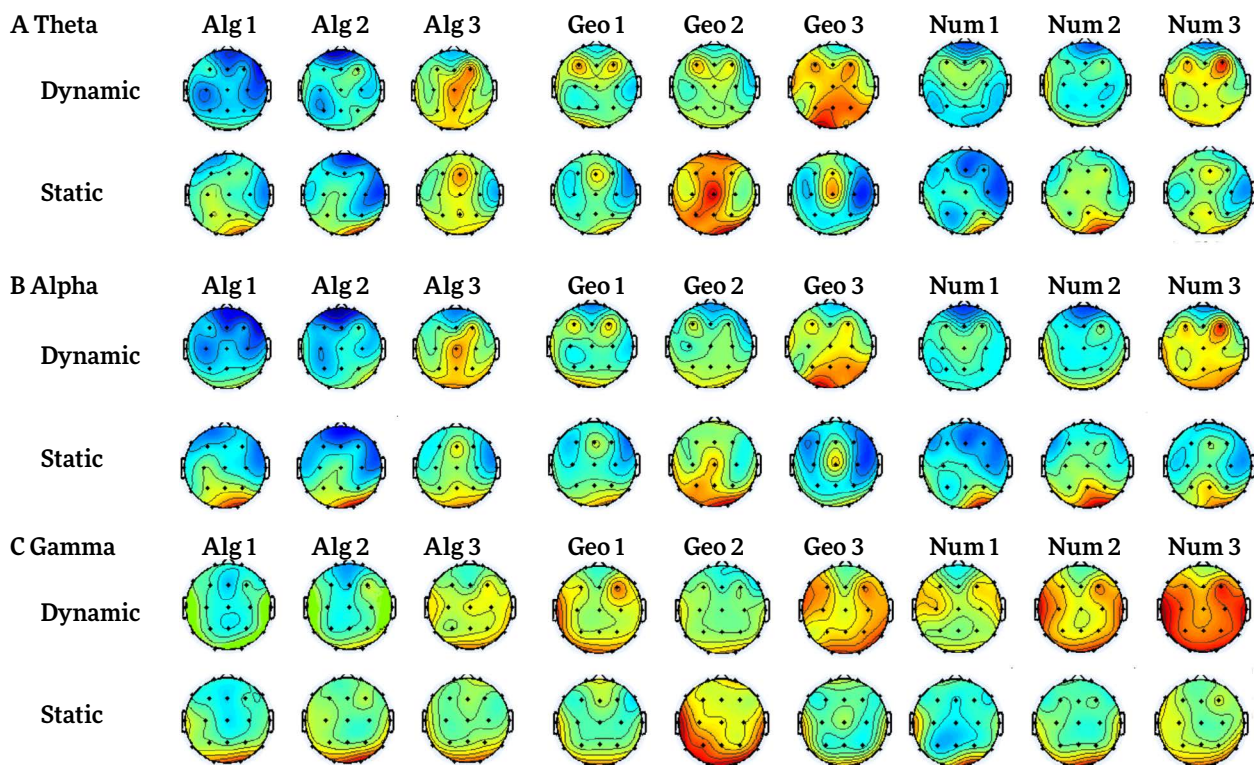 A Theta Alg 1 Alg 2 Alg 3 Geo 1 Geo 2 Geo 3 Num 1 Num 2 Num 3
Dynamic
Static
B Alpha Alg 1 Alg 2 Alg 3 Geo 1 Geo 2 Geo 3 Num 1 Num 2 Num 3
Dynamic
Static
C Gamma Alg 1 Alg 2 Alg 3 Geo 1 Geo 2 Geo 3 Num 1 Num 2 Num 3
Dynamic
Static